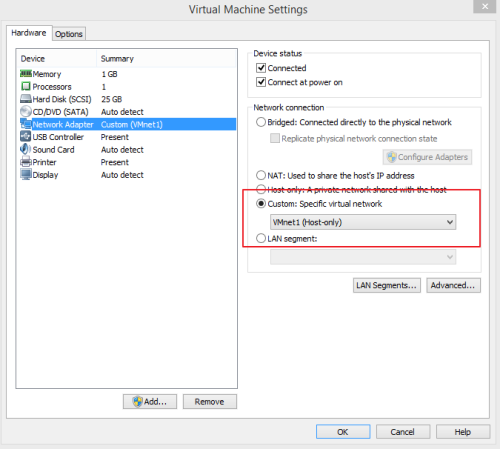 Virtual Machine Settings
Hardware Options
Device Summary
Memory 1 GB
Processors 1
Hard Disk (SCSI) 25 GB
CD/DVD (SATA) Auto detect
Network Adapter Custom (VMnet1)
USB Controller Present
Sound Card Auto detect
Printer Present
Display Auto detect
Add... Remove
Device status
Connected
Connect at power on
Network connection
Bridged: Connected directly to the physical network
Replicate physical network connection state
Configure Adapters
NAT: Used to share the host's IP address
Host-only: A private network shared with the host
Custom: Specific virtual network
VMnet1 (Host-only)
LAN segment:
LAN Segments... Advanced...
OK Cancel Help